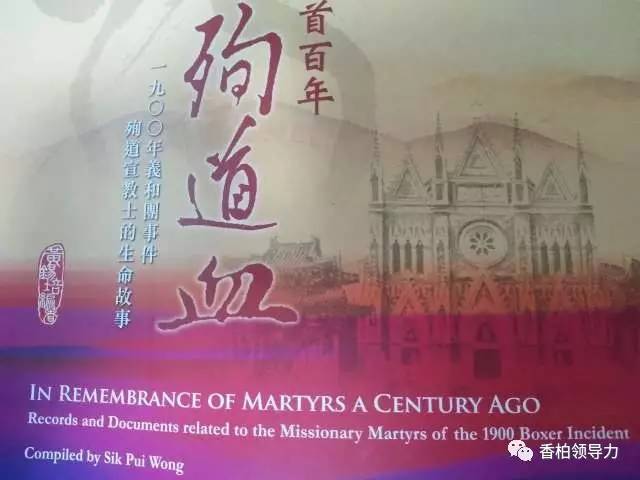 首百年
殉道血
一九〇〇年義和團事件
殉道宣教士的生命故事
黃錫培編著
IN REMEMBRANCE OF MARTYRS A CENTURY AGO
Records and Documents related to the Missionary Martyrs of the 1900 Boxer Incident
Compiled by Sik Pui Wong
香柏领导力